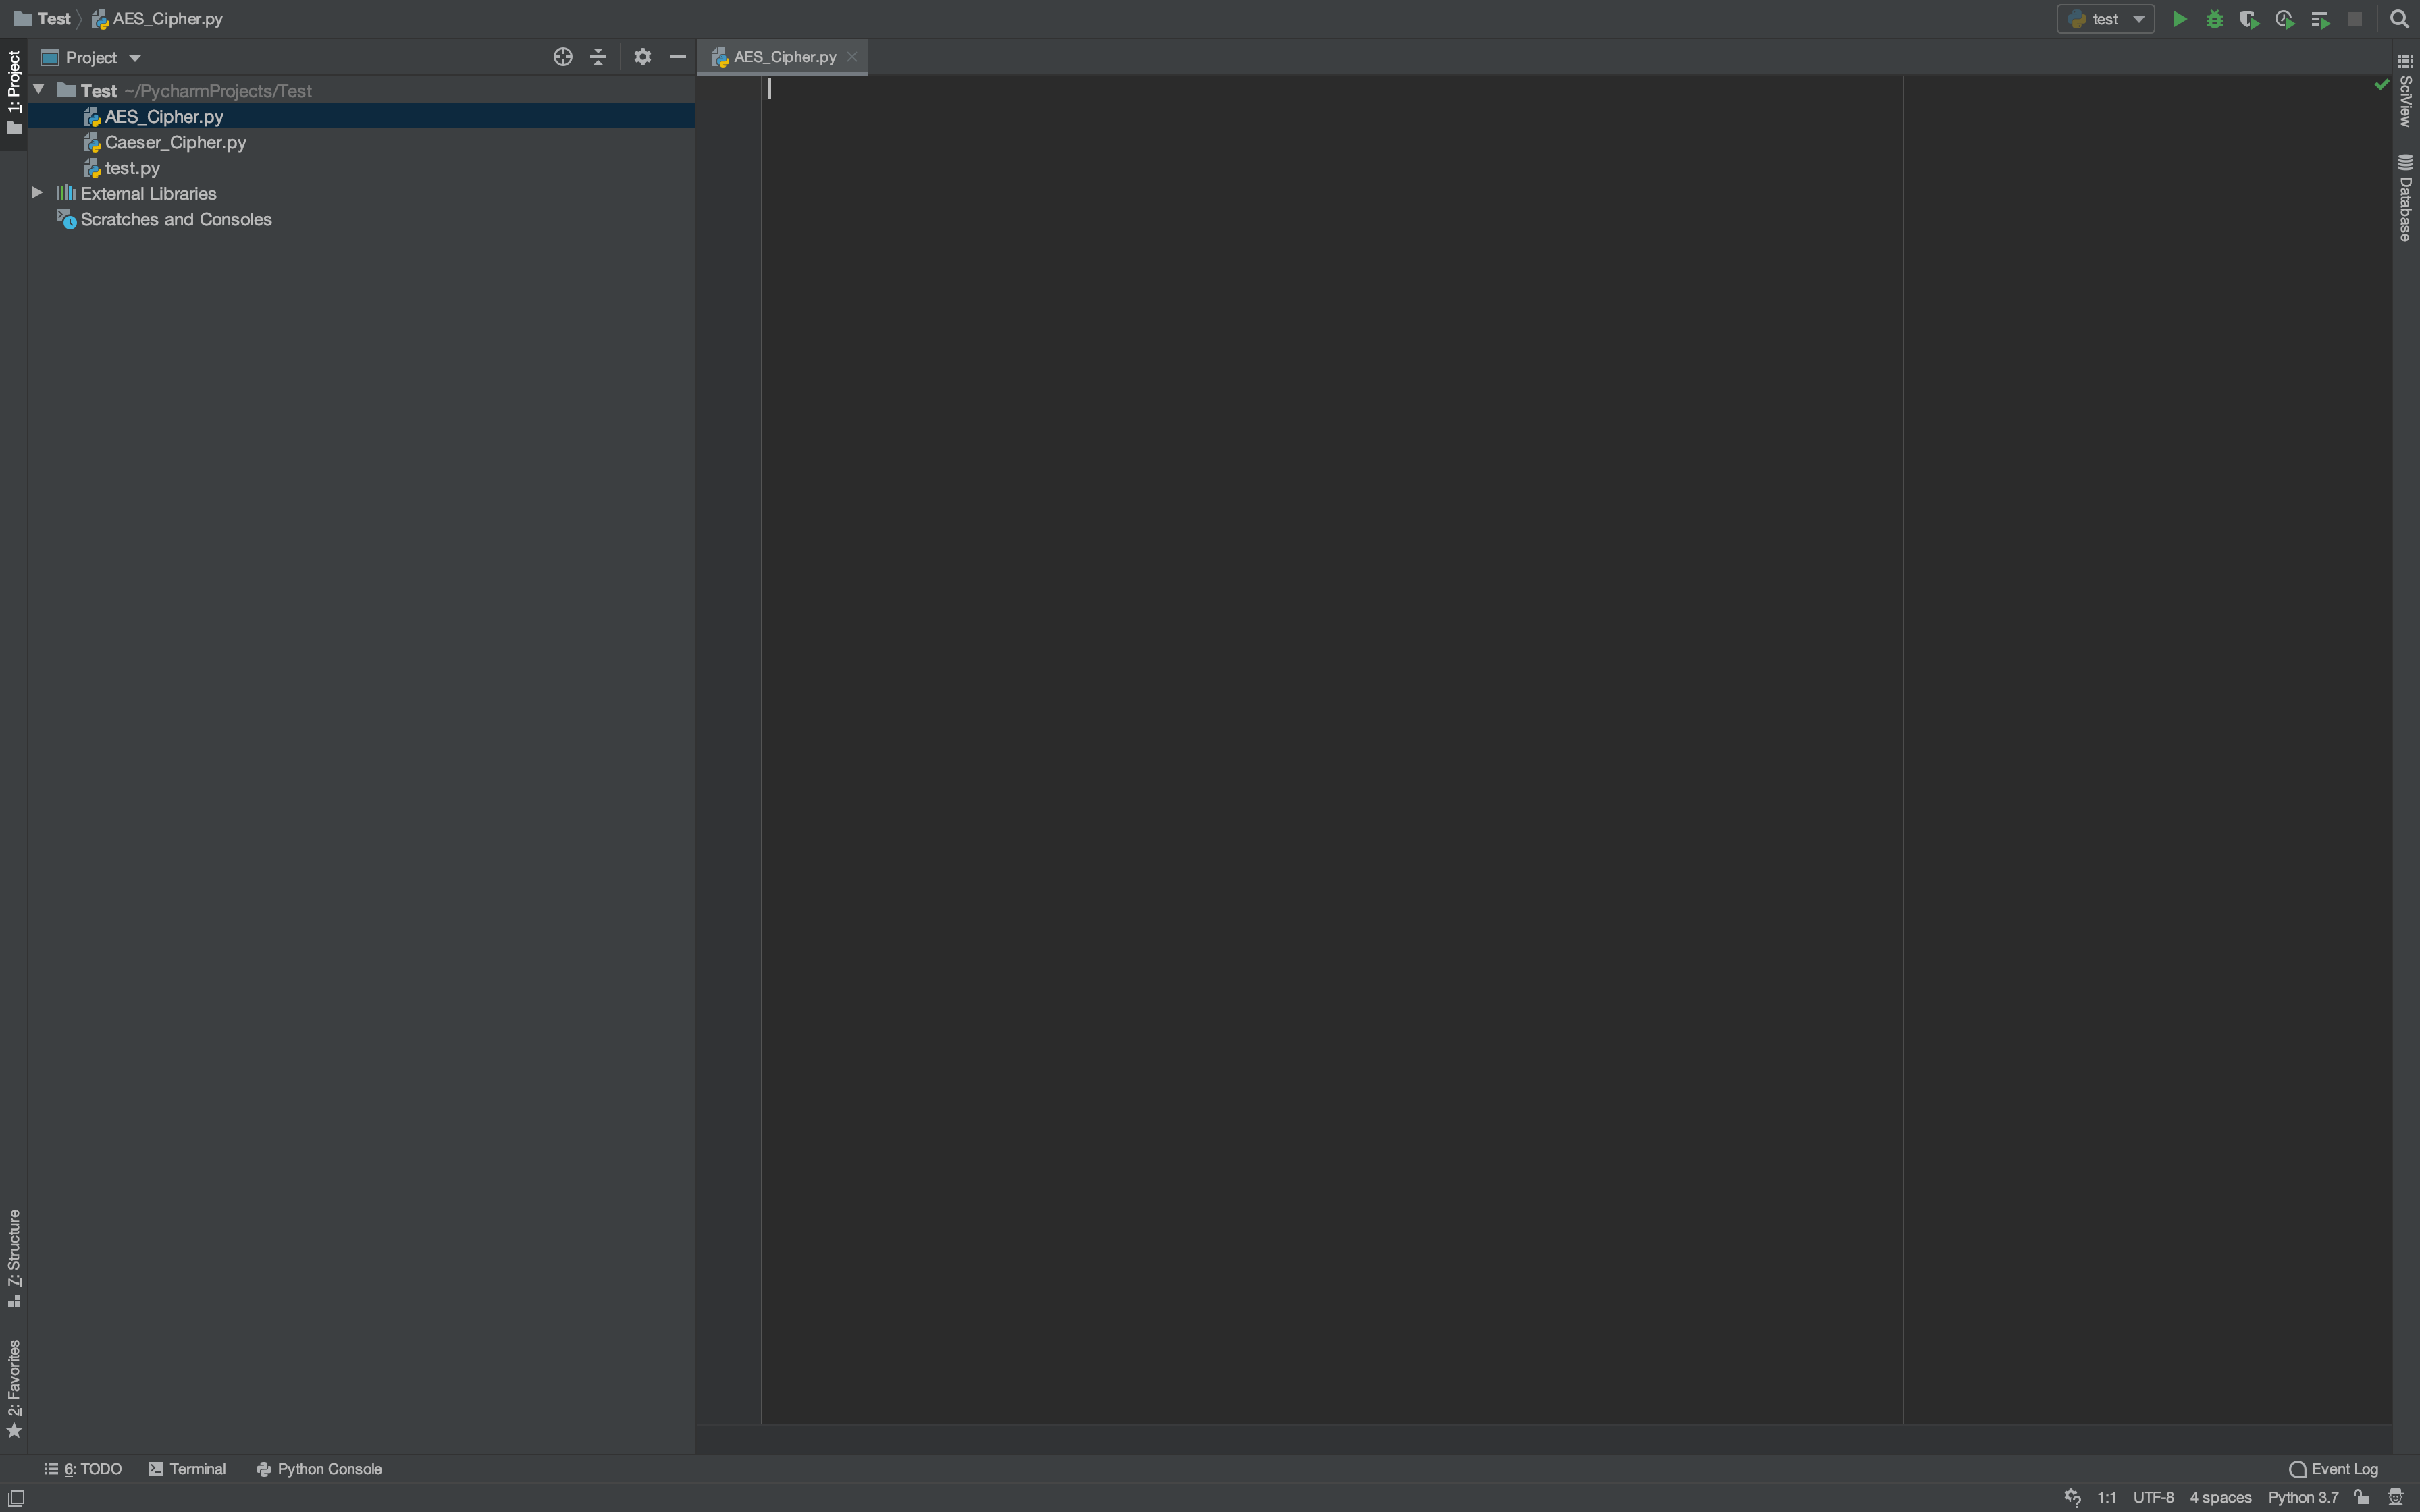 Test
AES_Cipher.py
test
1: Project
Project
AES_Cipher.py
Test ~/PycharmProjects/Test
AES_Cipher.py
Caeser_Cipher.py
test.py
External Libraries
Scratches and Consoles
SciView
Database
7: Structure
2: Favorites
6: TODO
Terminal
Python Console
Event Log
1:1
UTF-8
4 spaces
Python 3.7